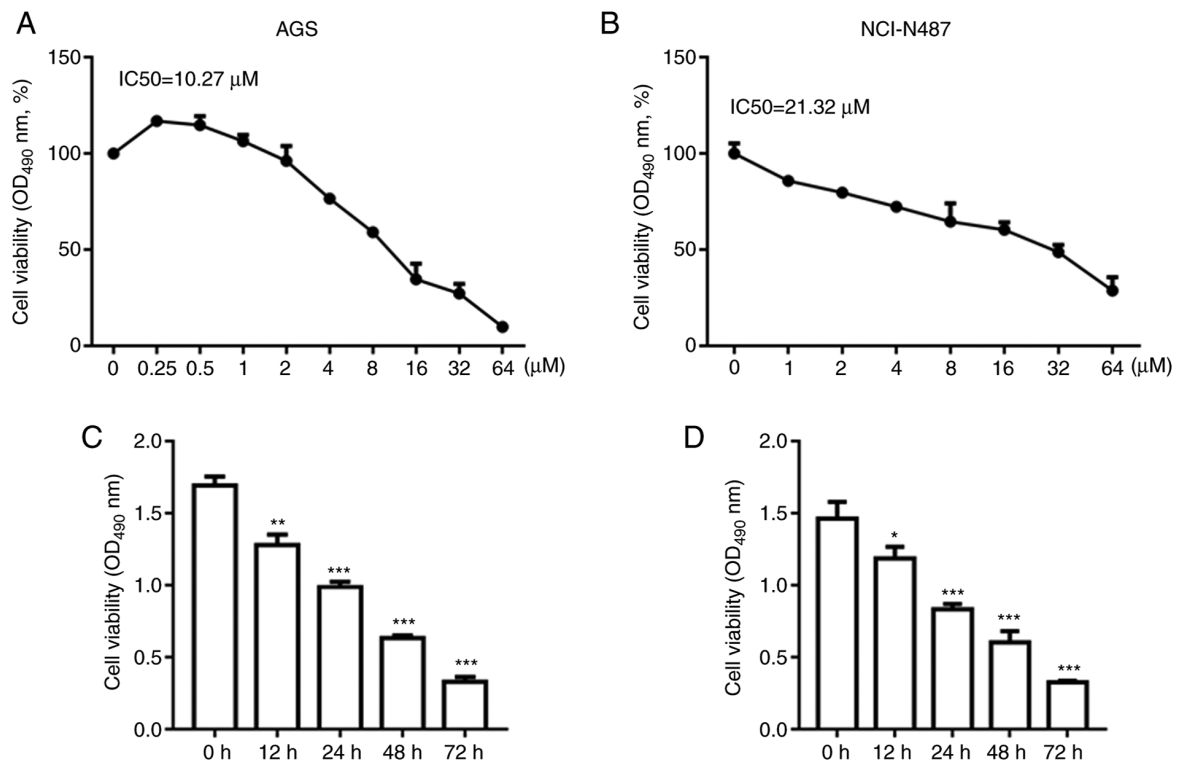 A
AGS
Cell viability (OD490 nm, %)
150
100
50
0
IC50=10.27 μM
0 0.25 0.5 1 2 4 8 16 32 64 (μM)
B
NCI-N487
Cell viability (OD490 nm, %)
150
100
50
0
IC50=21.32 μM
0 1 2 4 8 16 32 64 (μM)
C
Cell viability (OD490 nm)
2.0
1.5
1.0
0.5
0.0
** *** *** ***
0 h 12 h 24 h 48 h 72 h
D
Cell viability (OD490 nm)
2.0
1.5
1.0
0.5
0.0
* *** *** ***
0 h 12 h 24 h 48 h 72 h